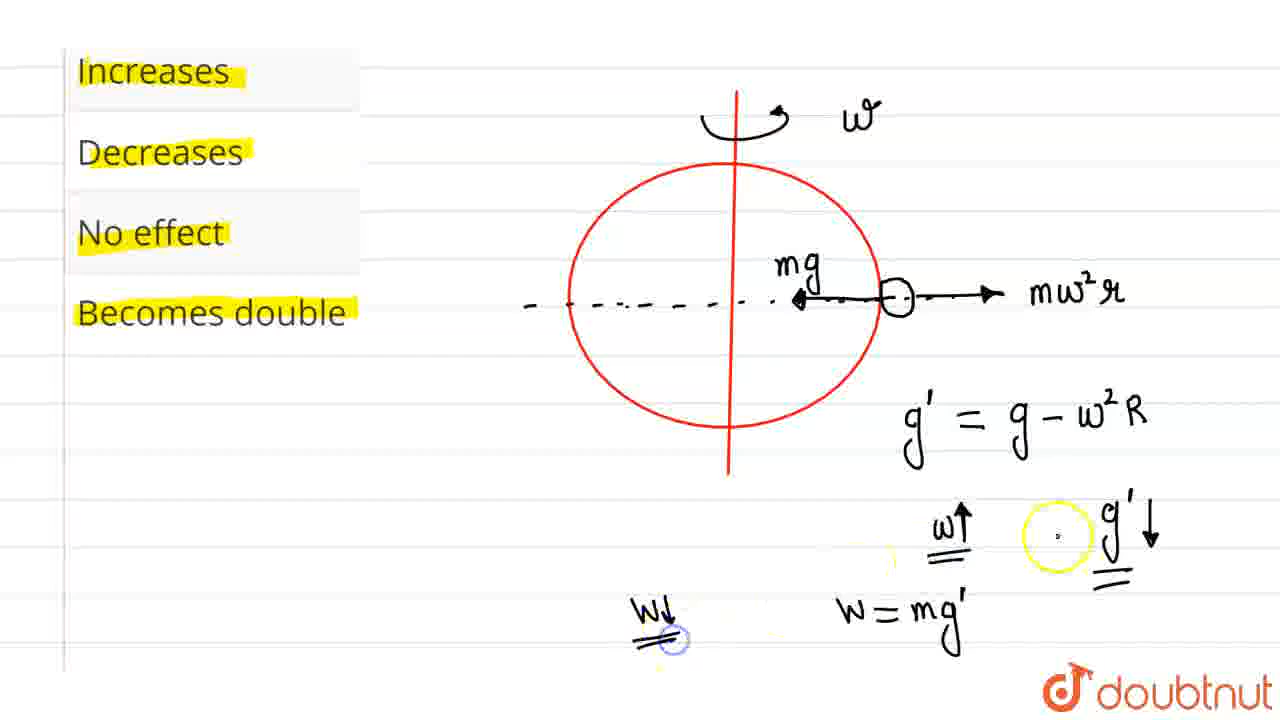 Increases
Decreases
No effect
Becomes double
ω
mg
mω²r
g' = g - ω²R
ω↑ g'↓
W↓ W = mg'
doubtnut